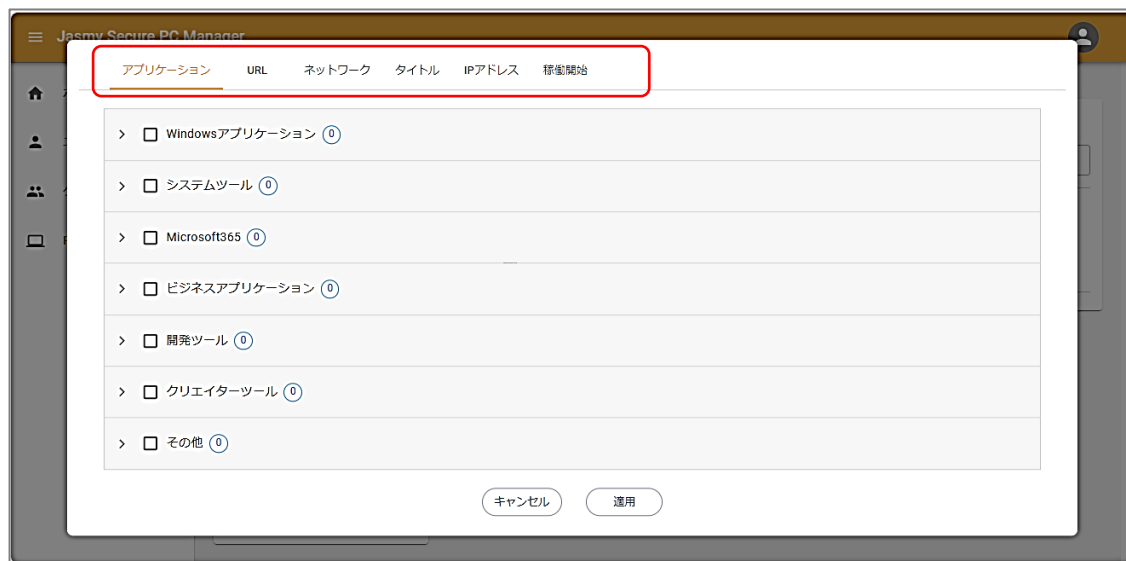 Jasmy Secure PC Manager
アプリケーション URL ネットワーク タイトル IPアドレス 稼働開始
Windowsアプリケーション 0
システムツール 0
Microsoft365 0
ビジネスアプリケーション 0
開発ツール 0
クリエイターツール 0
その他 0
キャンセル 適用